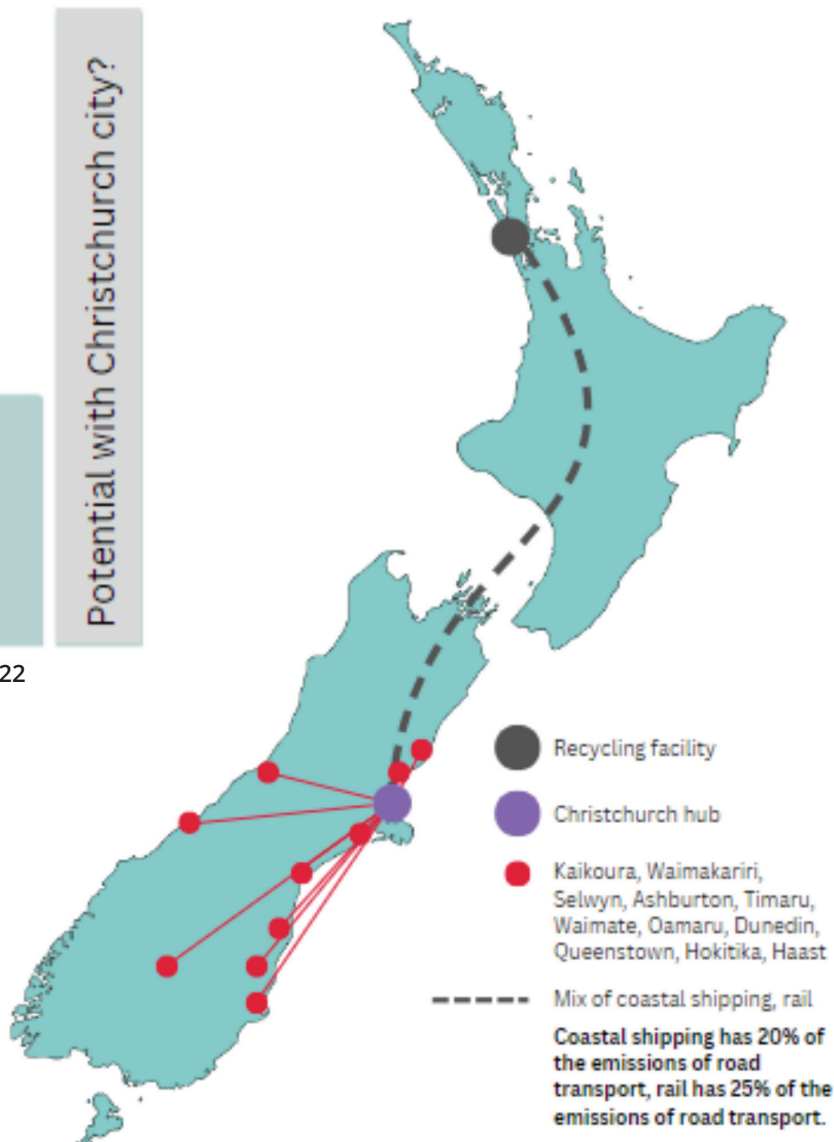 Potential with Christchurch city?
22
Recycling facility
Christchurch hub
Kaikoura, Waimakariri,
Selwyn, Ashburton, Timaru,
Waimate, Oamaru, Dunedin,
Queenstown, Hokitika, Haast
Mix of coastal shipping, rail
Coastal shipping has 20% of
the emissions of road
transport, rail has 25% of the
emissions of road transport.